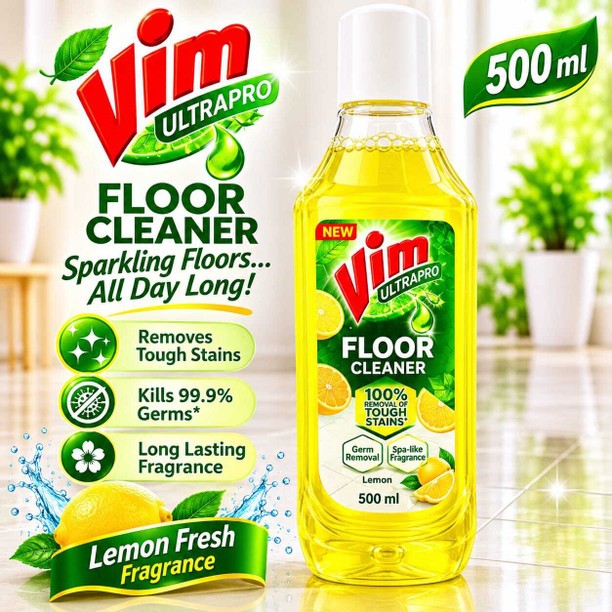 Vim
ULTRAPRO
FLOOR
CLEANER
Sparkling Floors...
All Day Long!
Removes
Tough Stains
Kills 99.9%
Germs*
Long Lasting
Fragrance
Lemon Fresh
Fragrance
500 ml
NEW
Vim
ULTRAPRO
FLOOR
CLEANER
100%
REMOVAL OF
TOUGH
STAINS*
Germ
Removal
Spa-like
Fragrance
Lemon
500 ml